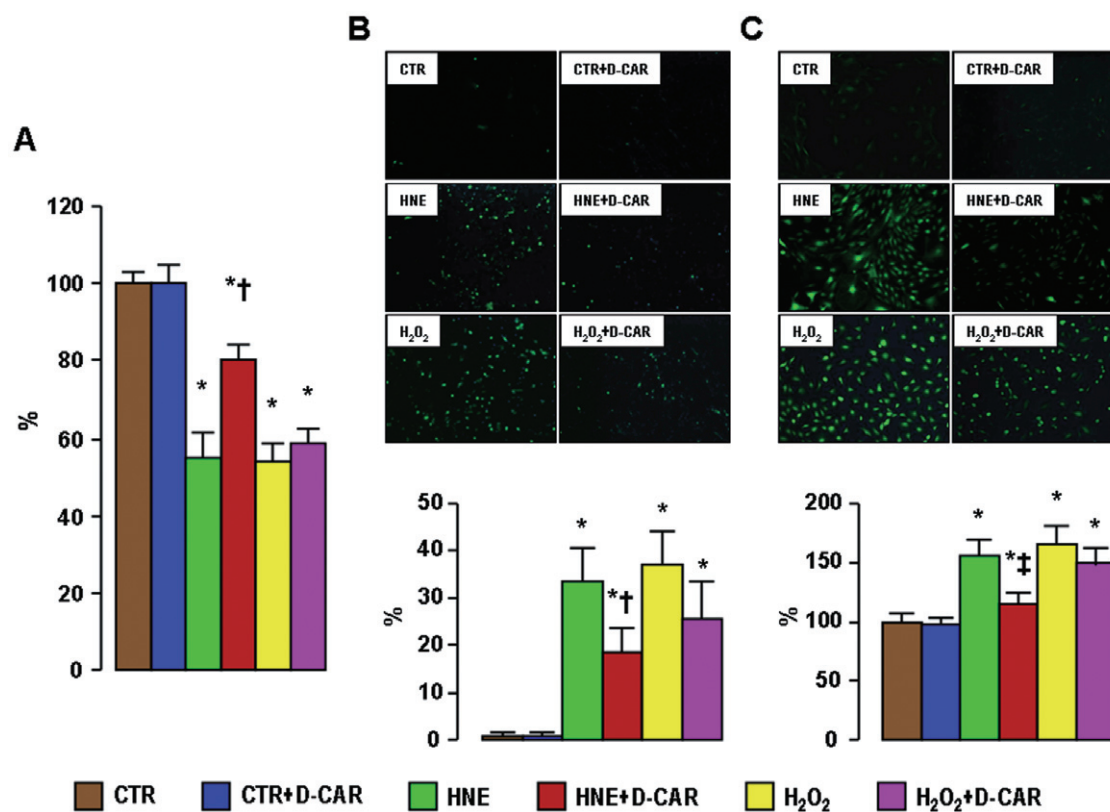 B
C
A
CTR
CTR+D-CAR
HNE
HNE+D-CAR
H₂O₂
H₂O₂+D-CAR
CTR
CTR+D-CAR
HNE
HNE+D-CAR
H₂O₂
H₂O₂+D-CAR
120
100
80
60
40
20
0
%
*
*†
*
*
50
40
30
20
10
0
%
*
*†
*
*
200
150
100
50
0
%
*
*‡
*
*
CTR
CTR+D-CAR
HNE
HNE+D-CAR
H₂O₂
H₂O₂+D-CAR